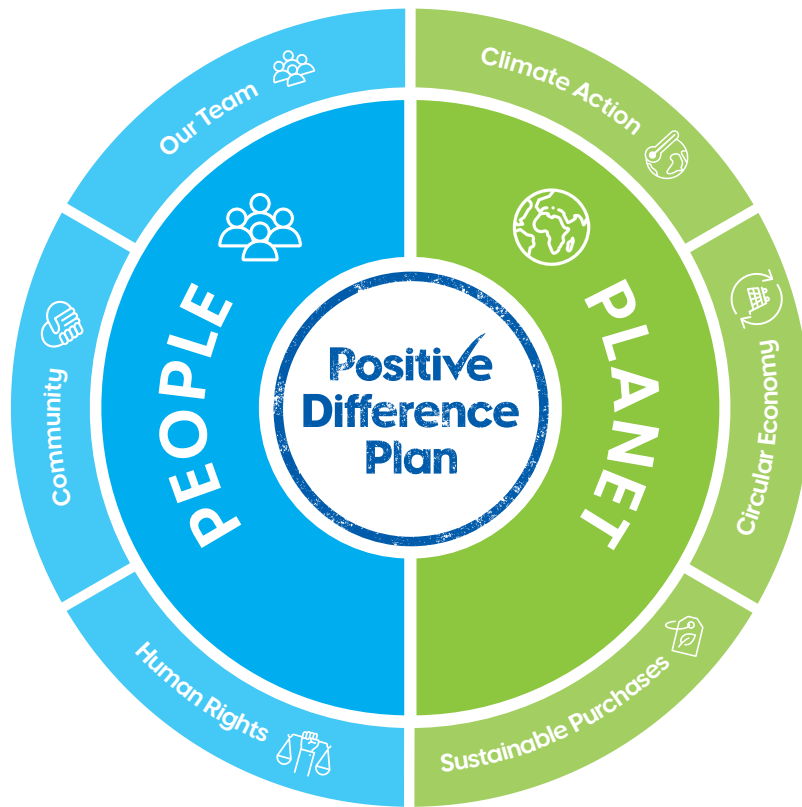 Positive
Difference
Plan
PEOPLE
PLANET
Our Team
Community
Human Rights
Climate Action
Circular Economy
Sustainable Purchases